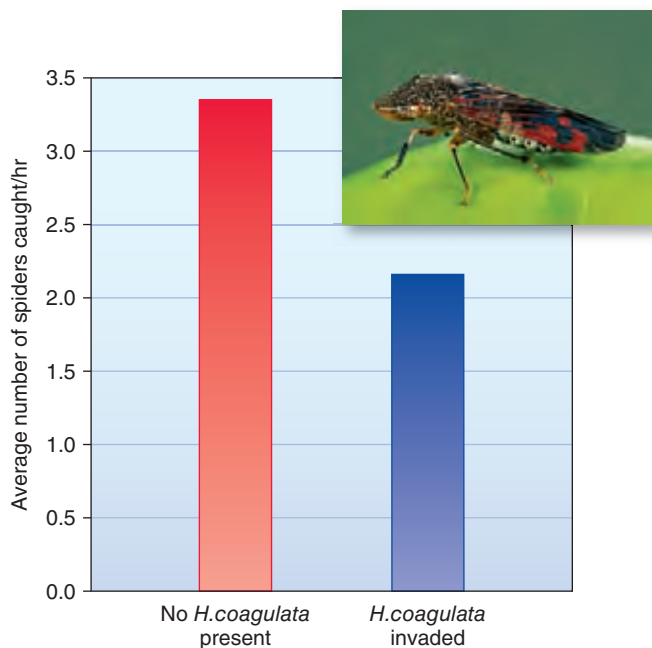 3.5
3.0
2.5
2.0
1.5
1.0
0.5
0.0
Average number of spiders caught/hr
No H.coagulata
present
H.coagulata
invaded